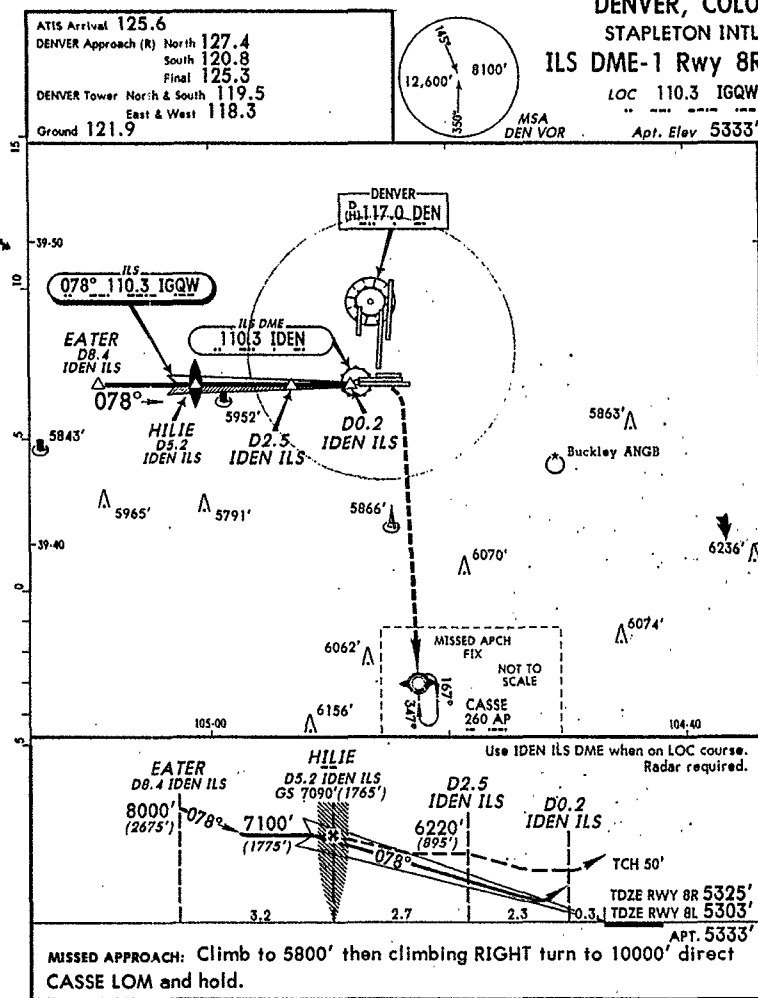 ATIS Arrival 125.6
DENVER Approach (R) North 127.4
South 120.8
Final 125.3
DENVER Tower North & South 119.5
East & West 118.3
Ground 121.9
145°
12,600'
8100'
350°
MSA
DEN VOR
DENVER, COLO
STAPLETON INTL
ILS DME-1 Rwy 8R
LOC 110.3 IGQW
Apt. Elev 5333'
15
DENVER
D
(H) 117.0 DEN
39-50
10
ILS
078° 110.3 IGQW
ILS DME
110.3 IDEN
EATER
D8.4
IDEN ILS
078°
HILIE
D5.2
IDEN ILS
5952'
D2.5
IDEN ILS
D0.2
IDEN ILS
5863'
5
5843'
Buckley ANGB
5965'
5791'
5866'
39-40
6070'
6236'
0
6074'
6062'
MISSED APCH
FIX
NOT TO
SCALE
167°
347°
CASSE
260 AP
6156'
5
105-00
104-40
Use IDEN ILS DME when on LOC course.
Radar required.
EATER
D8.4 IDEN ILS
HILIE
D5.2 IDEN ILS
GS 7090'(1765')
D2.5
IDEN ILS
D0.2
IDEN ILS
8000'
(2675')
078°
7100'
(1775')
6220'
(895')
078°
TCH 50'
TDZE RWY 8R 5325'
TDZE RWY 8L 5303'
3.2
2.7
2.3
0.3
APT. 5333'
MISSED APPROACH: Climb to 5800' then climbing RIGHT turn to 10000' direct
CASSE LOM and hold.